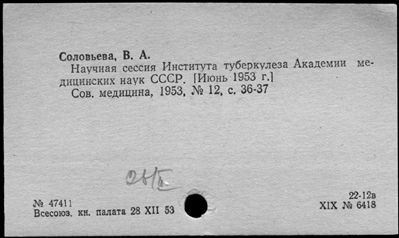 Соловьева, В. А.
Научная сессия Института туберкулеза Академии ме-
дицинских наук СССР. [Июнь 1953 г.]
Сов. медицина, 1953, № 12, с. 36-37
№ 47411
Всесоюз. кн. палата 28 XII 53
22-12в
XIX № 6418